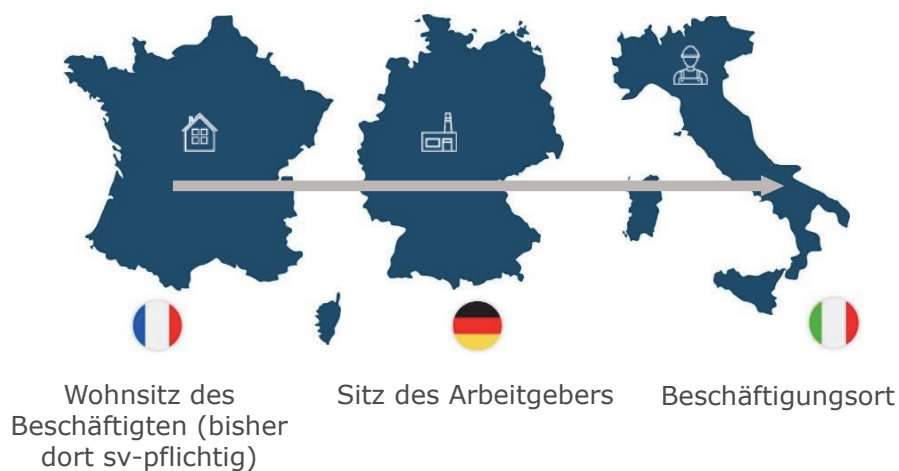 Wohnsitz des
Beschäftigten (bisher
dort sv-pflichtig)
Sitz des Arbeitgebers
Beschäftigungsort